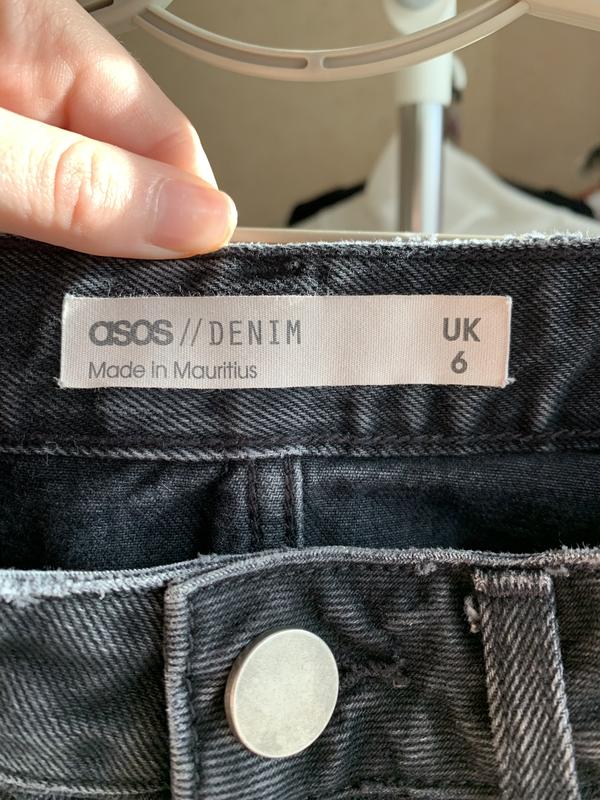 asos // DENIM
Made in Mauritius
UK
6